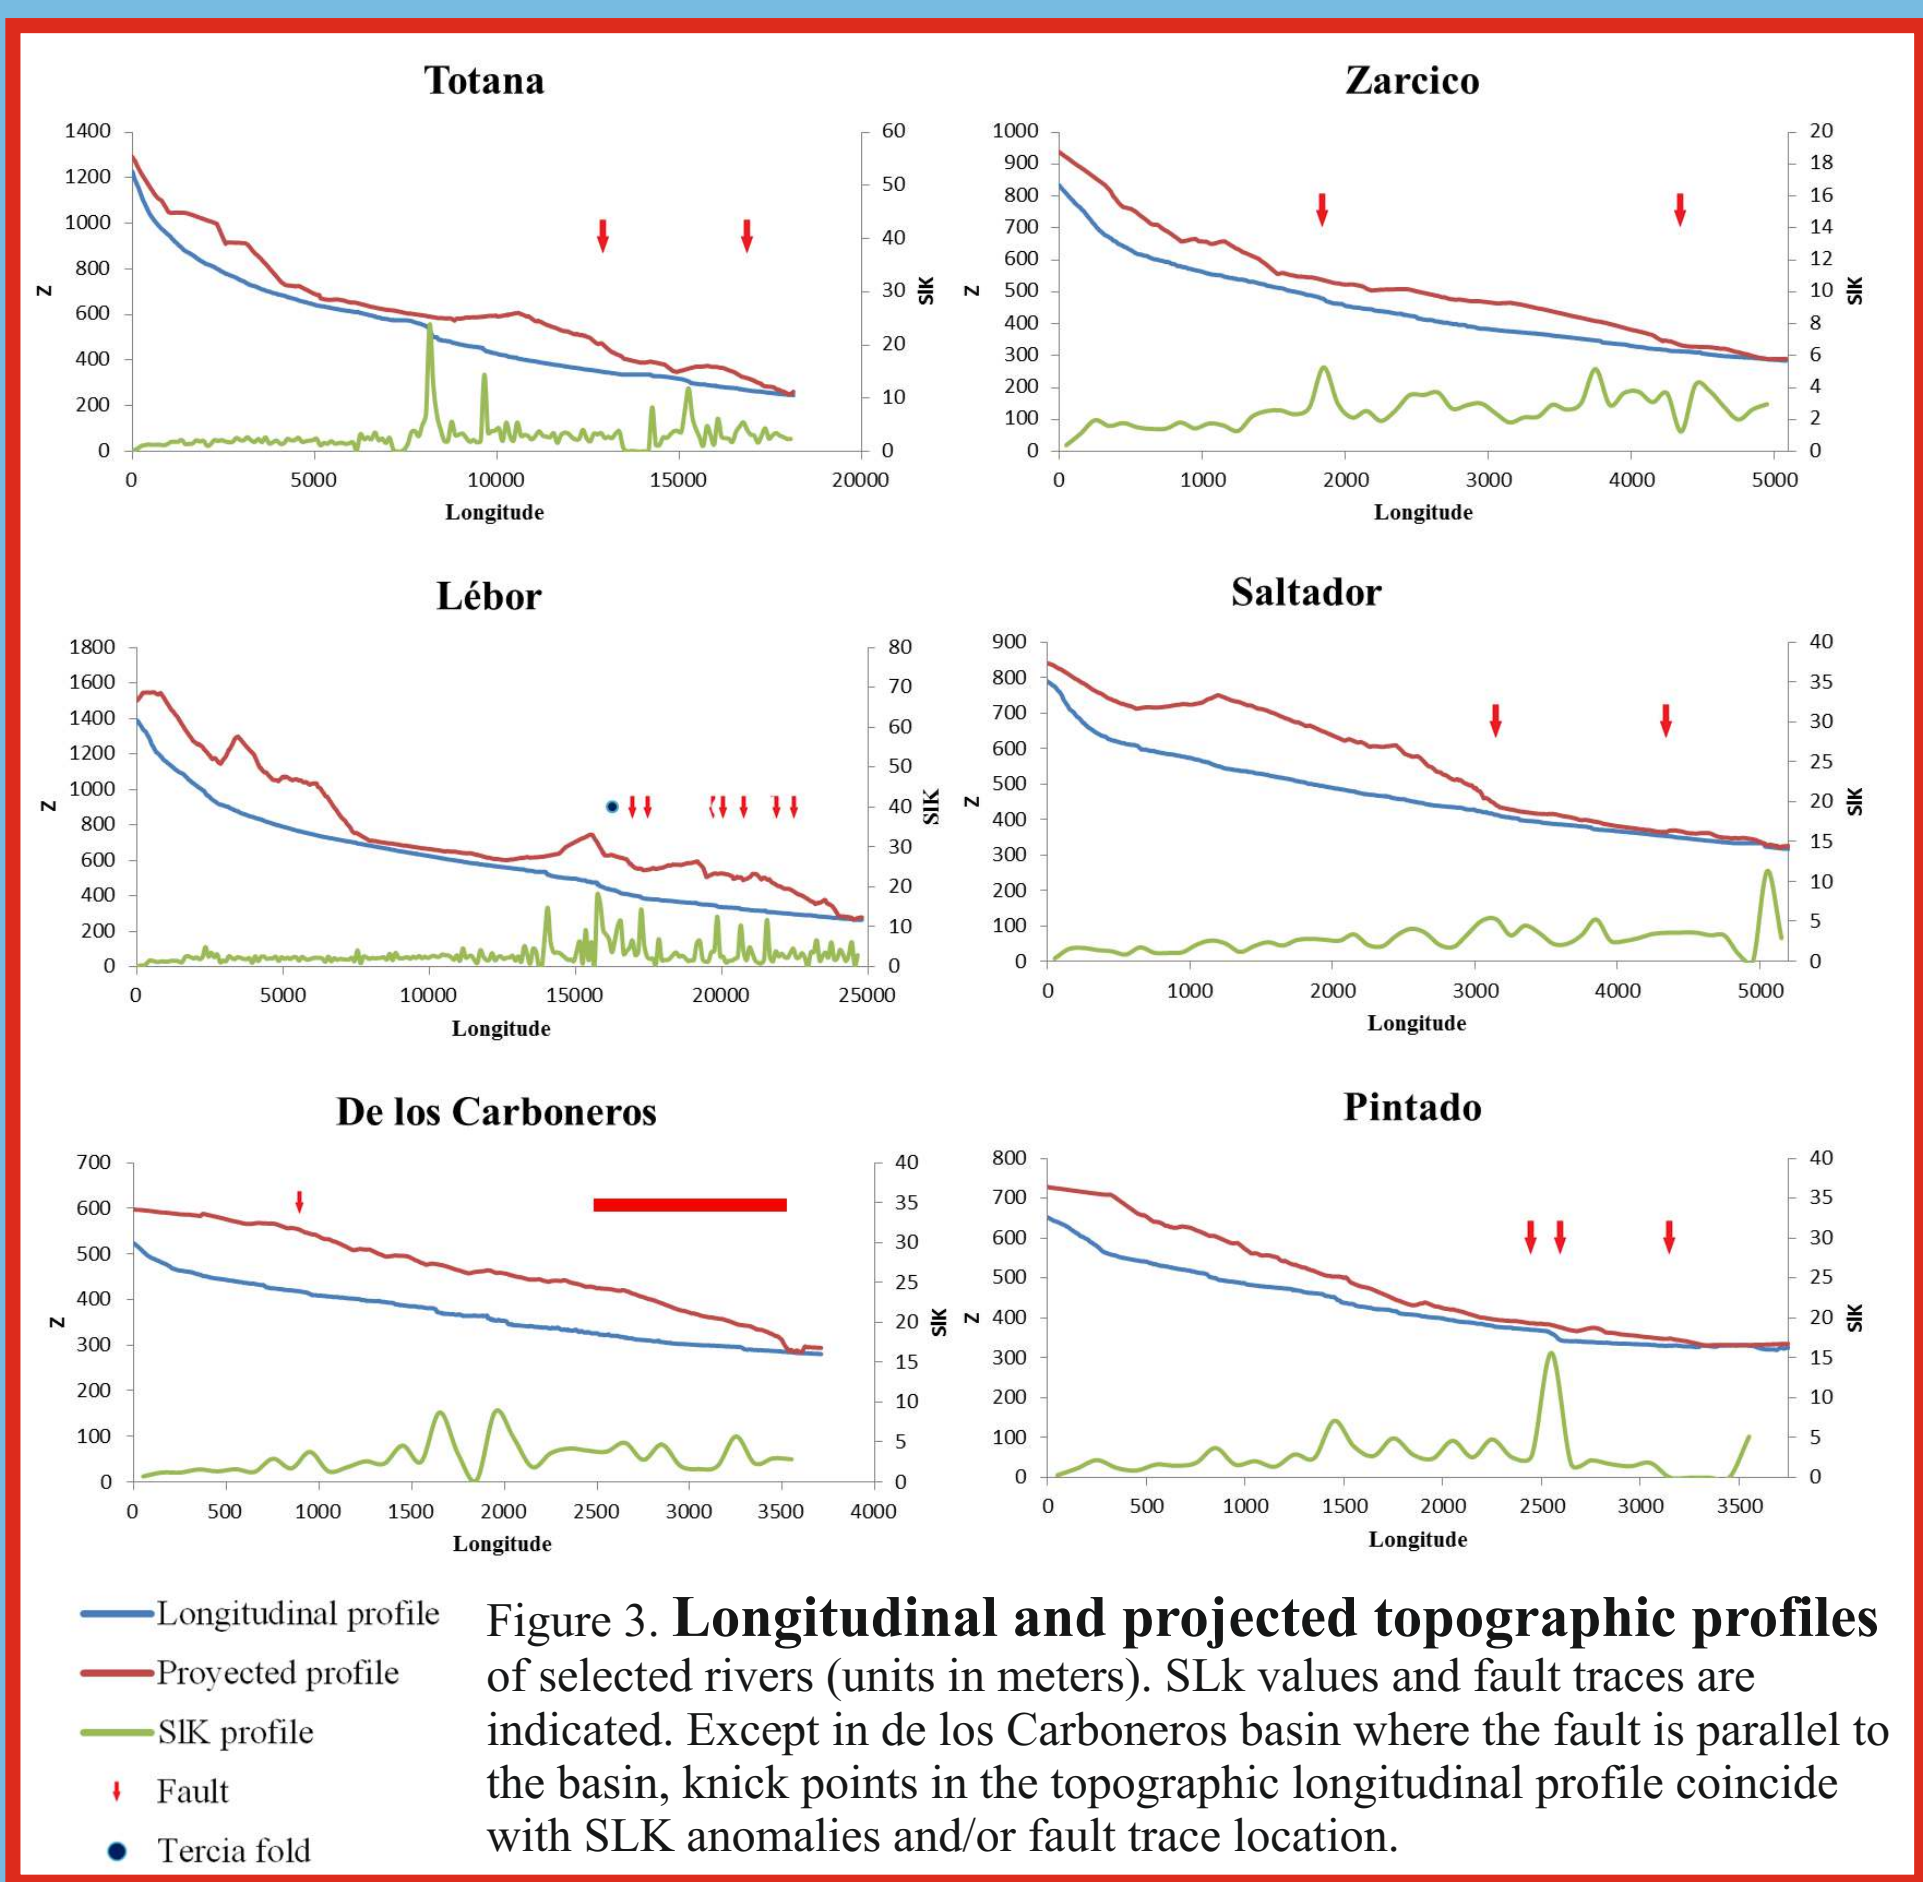 Totana
1400
1200
1000
800
600
400
200
0
Z
60
50
40
30
20
10
0
SlK
0 5000 10000 15000 20000
Longitude
Zarcico
1000
900
800
700
600
500
400
300
200
100
0
Z
20
18
16
14
12
10
8
6
4
2
0
SlK
0 1000 2000 3000 4000 5000
Longitude
Lébor
1800
1600
1400
1200
1000
800
600
400
200
0
Z
80
70
60
50
40
30
20
10
0
SlK
0 5000 10000 15000 20000 25000
Longitude
Saltador
900
800
700
600
500
400
300
200
100
0
Z
40
35
30
25
20
15
10
5
0
SlK
0 1000 2000 3000 4000 5000
Longitude
De los Carboneros
700
600
500
400
300
200
100
0
Z
40
35
30
25
20
15
10
5
0
SlK
0 500 1000 1500 2000 2500 3000 3500 4000
Longitude
Pintado
800
700
600
500
400
300
200
100
0
Z
40
35
30
25
20
15
10
5
0
SlK
0 500 1000 1500 2000 2500 3000 3500
Longitude
Longitudinal profile
Proyected profile
SlK profile
Fault
Tercia fold
Figure 3. Longitudinal and projected topographic profiles
of selected rivers (units in meters). SLk values and fault traces are
indicated. Except in de los Carboneros basin where the fault is parallel to
the basin, knick points in the topographic longitudinal profile coincide
with SLK anomalies and/or fault trace location.